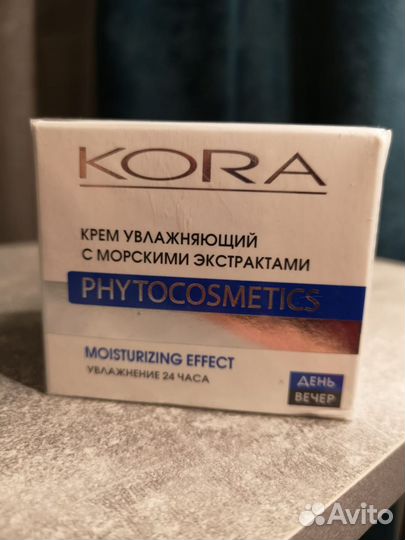 KORA
КРЕМ УВЛАЖНЯЮЩИЙ
С МОРСКИМИ ЭКСТРАКТАМИ
PHYTOCOSMETICS
MOISTURIZING EFFECT
УВЛАЖНЕНИЕ 24 ЧАСА
ДЕНЬ
ВЕЧЕР
Avito